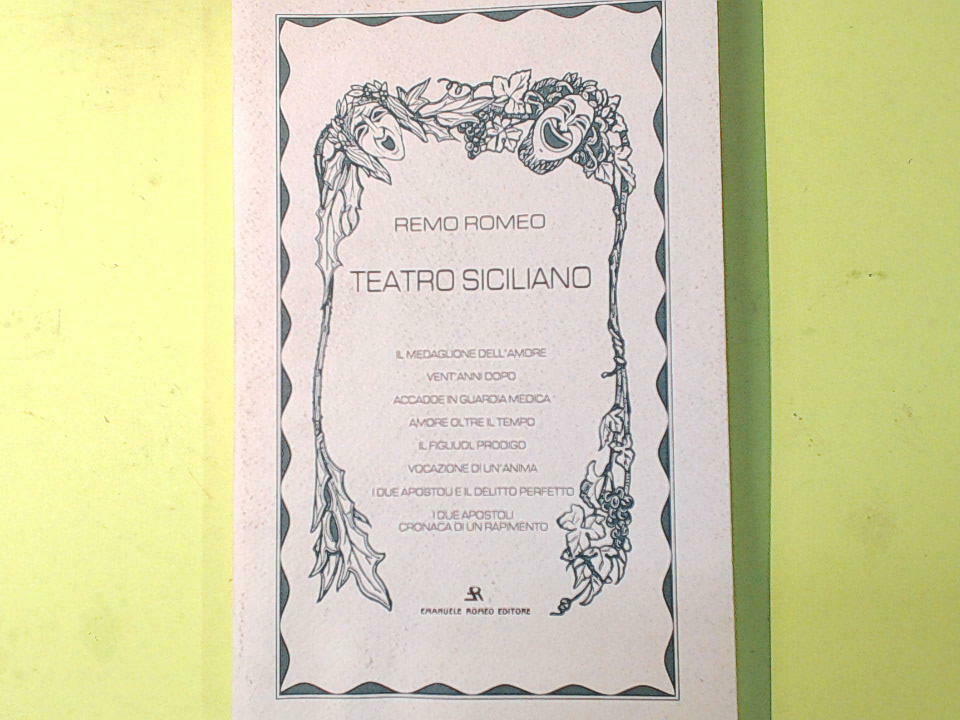 REMO ROMEO
TEATRO SICILIANO
IL MEDAGLIONE DELL'AMORE
VENT'ANNI DOPO
ACCADDE IN GUARDIA MEDICA
AMORE OLTRE IL TEMPO
IL FIGLIUOL PRODIGO
VOCAZIONE DI UN'ANIMA
I DUE APOSTOLI E IL DELITTO PERFETTO
I DUE APOSTOLI
CRONACA DI UN RAPIMENTO
ER
EMANUELE ROMEO EDITORE